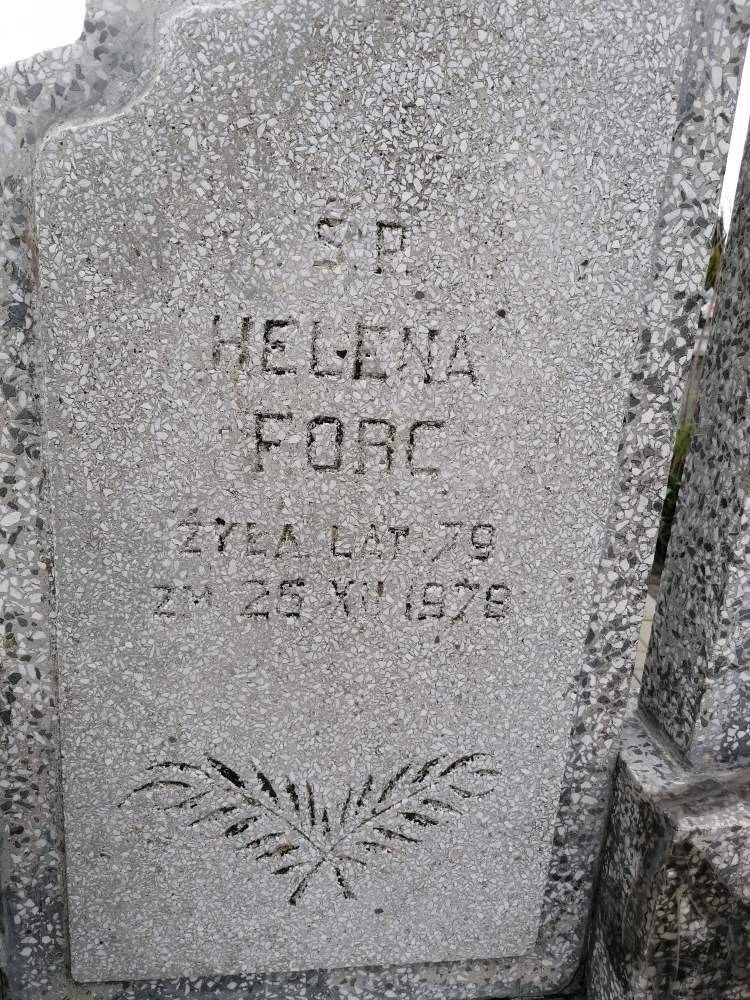 Ś.P.
HELENA
FORC
ŻYŁA LAT 79
ZM 26 XII 1978